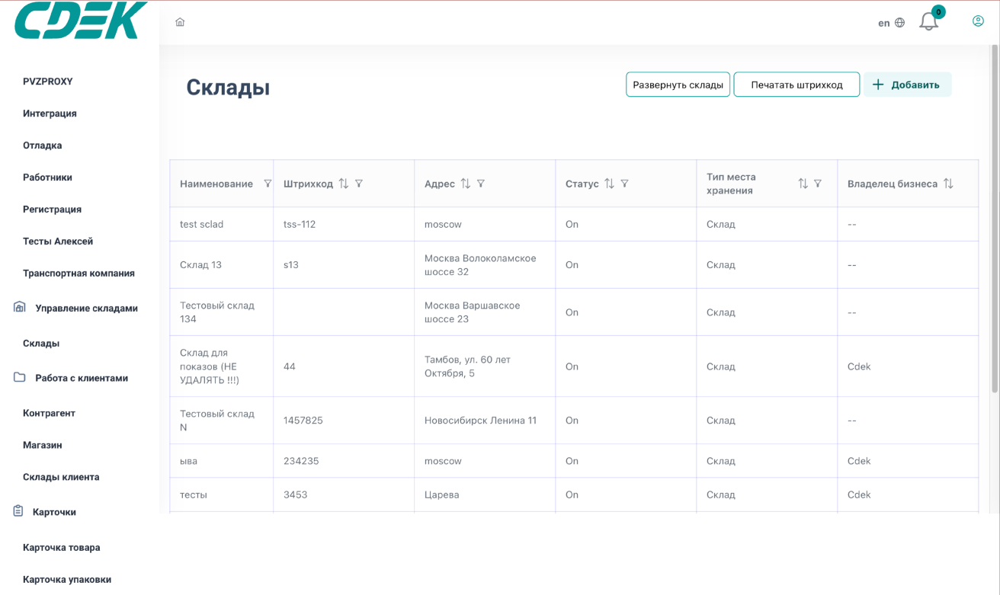 CDEK
en
0
PVZPROXY
Интеграция
Отладка
Работники
Регистрация
Тесты Алексей
Транспортная компания
Управление складами
Склады
Работа с клиентами
Контрагент
Магазин
Склады клиента
Карточки
Карточка товара
Карточка упаковки
Склады
Развернуть склады
Печатать штрихкод
Добавить
Наименование
Штрихкод
Адрес
Статус
Тип места
хранения
Владелец бизнеса
test sclad
tss-112
moscow
On
Склад
--
Склад 13
s13
Москва Волоколамское
шоссе 32
On
Склад
--
Тестовый склад
134
Москва Варшавское
шоссе 23
On
Склад
--
Склад для
показов (НЕ
УДАЛЯТЬ !!!)
44
Тамбов, ул. 60 лет
Октября, 5
On
Склад
Cdek
Тестовый склад
N
1457825
Новосибирск Ленина 11
On
Склад
--
ыва
234235
moscow
On
Склад
Cdek
тесты
3453
Царева
On
Склад
Cdek